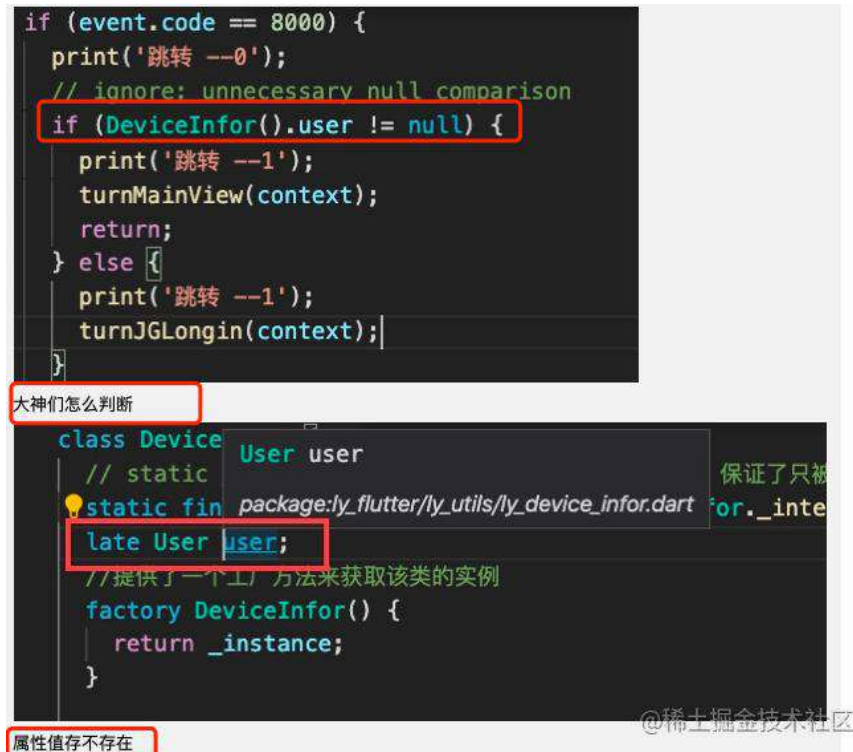 if (event.code == 8000) {
print('跳转 --0');
// ignore: unnecessary_null_comparison
if (DeviceInfor().user != null) {
print('跳转 --1');
turnMainView(context);
return;
} else {
print('跳转 --1');
turnJGLongin(context);
}
大神们怎么判断
class Device
User user
// static
保证了只被
static fin
package:ly_flutter/ly_utils/ly_device_infor.dart
or._inte
late User user;
//提供了一个工厂方法来获取该类的实例
factory DeviceInfor() {
return _instance;
}
@稀土掘金技术社区
属性值存不存在